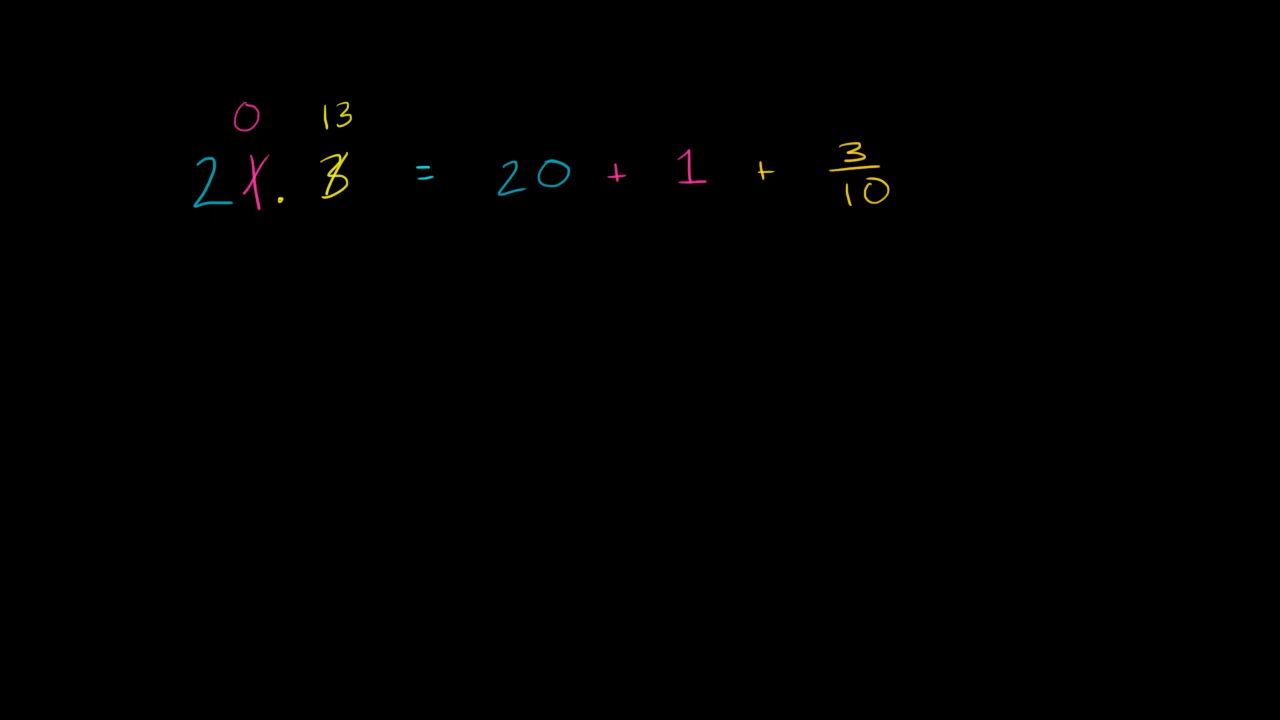 0 13
21.3 = 20 + 1 + 3/10